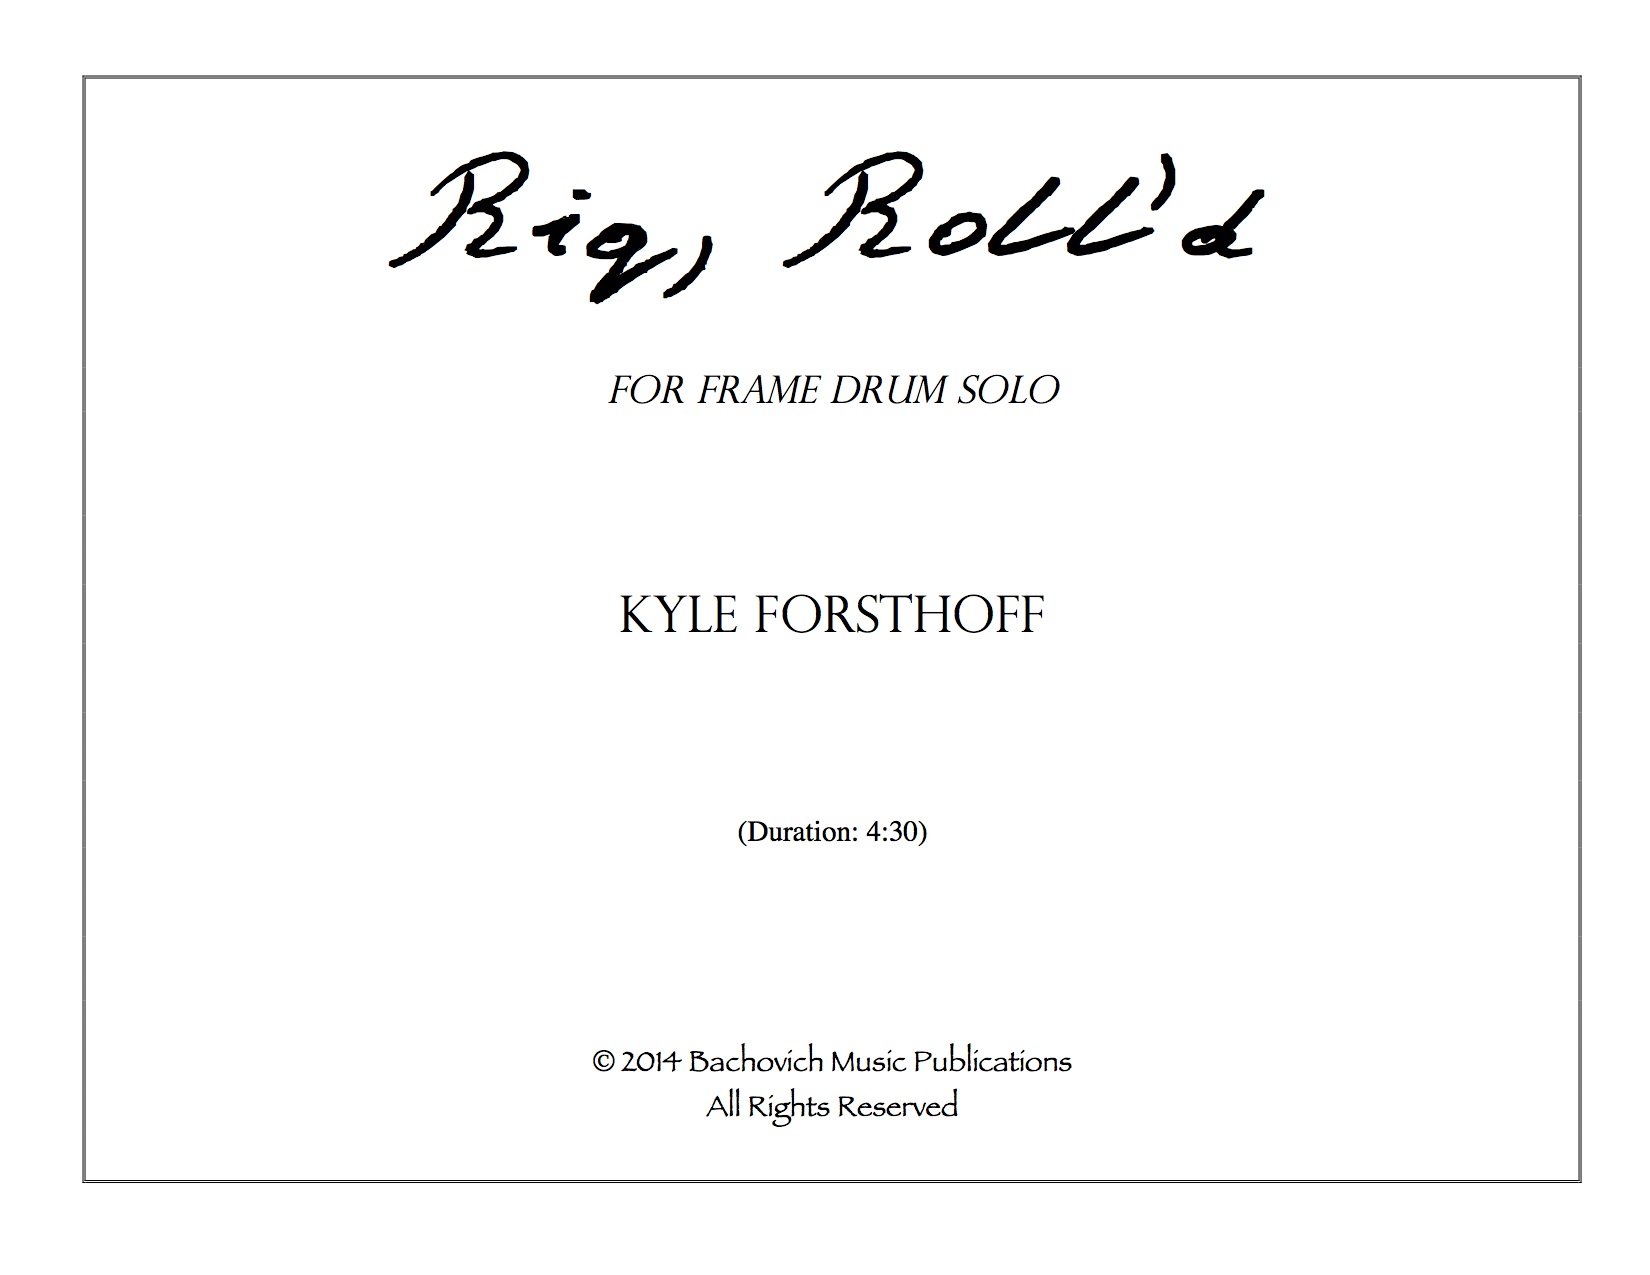 Riq, Roll'd
FOR FRAME DRUM SOLO
KYLE FORSTHOFF
(Duration: 4:30)
© 2014 Bachovich Music Publications
All Rights Reserved